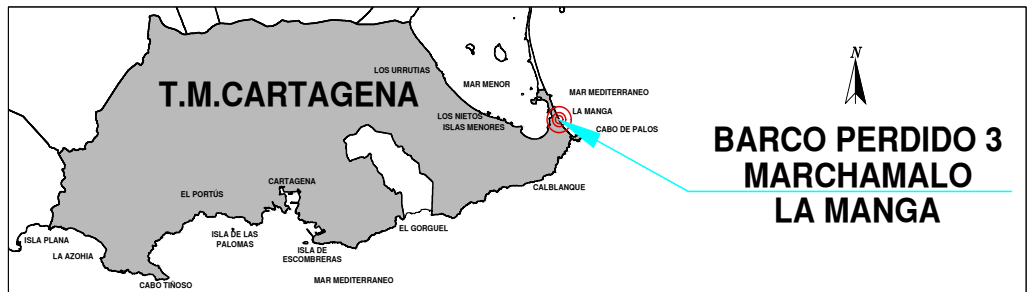 LOS URRUTIAS
MAR MENOR
MAR MEDITERRANEO
T.M.CARTAGENA
LOS NIETOS
ISLAS MENORES
LA MANGA
CABO DE PALOS
N
BARCO PERDIDO 3
MARCHAMALO
LA MANGA
CARTAGENA
EL PORTÚS
CALBLANQUE
EL GORGUEL
ISLA DE LAS
PALOMAS
ISLA PLANA
LA AZOHIA
ISLA DE
ESCOMBRERAS
CABO TIÑOSO
MAR MEDITERRANEO